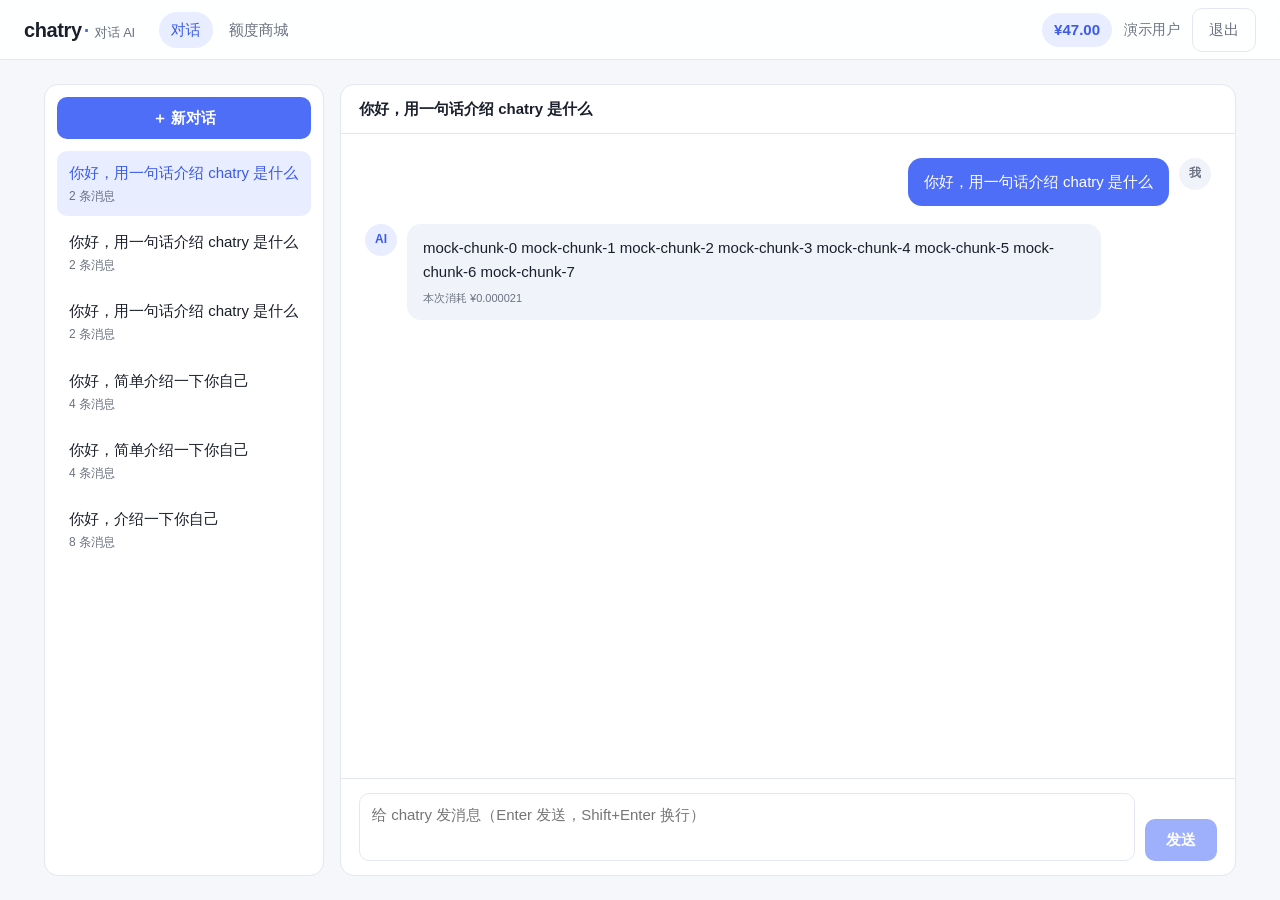 chatry· 对话 AI
对话
额度商城
¥47.00
演示用户
退出
＋ 新对话
你好，用一句话介绍 chatry 是什么
2 条消息
你好，用一句话介绍 chatry 是什么
2 条消息
你好，用一句话介绍 chatry 是什么
2 条消息
你好，简单介绍一下你自己
4 条消息
你好，简单介绍一下你自己
4 条消息
你好，介绍一下你自己
8 条消息
你好，用一句话介绍 chatry 是什么
你好，用一句话介绍 chatry 是什么
我
AI
mock-chunk-0 mock-chunk-1 mock-chunk-2 mock-chunk-3 mock-chunk-4 mock-chunk-5 mock-
chunk-6 mock-chunk-7
本次消耗 ¥0.000021
给 chatry 发消息（Enter 发送，Shift+Enter 换行）
发送